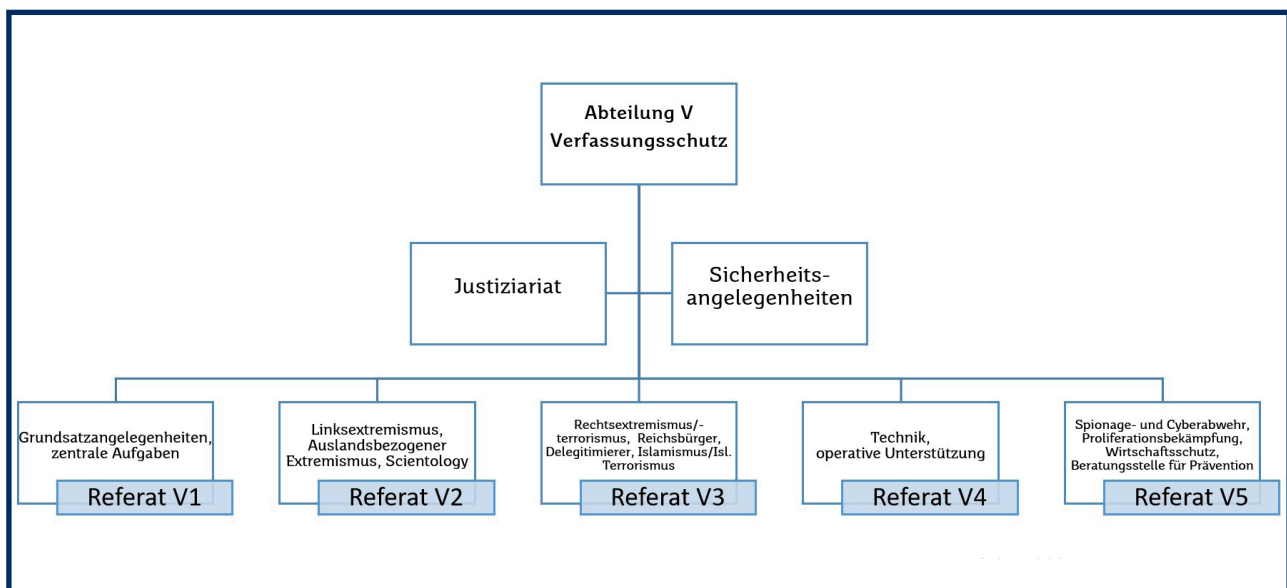 Abteilung V
Verfassungsschutz
Justiziariat
Sicherheits-
angelegenheiten
Grundsatzangelegenheiten,
zentrale Aufgaben
Referat V1
Linksextremismus,
Auslandsbezogener
Extremismus, Scientology
Referat V2
Rechtsextremismus/-
terrorismus, Reichsbürger,
Delegitimierer, Islamismus/Isl.
Terrorismus
Referat V3
Technik,
operative Unterstützung
Referat V4
Spionage- und Cyberabwehr,
Proliferationsbekämpfung,
Wirtschaftsschutz,
Beratungsstelle für Prävention
Referat V5